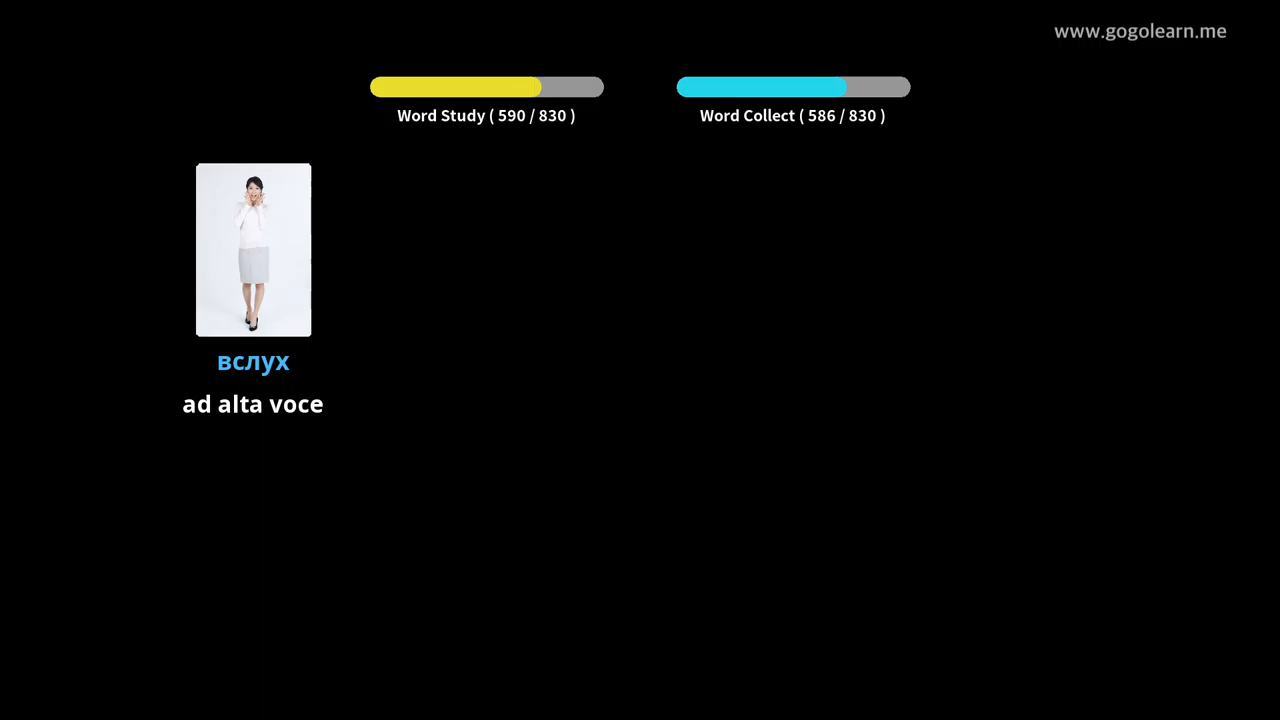 www.gogolearn.me
Word Study ( 590 / 830 )
Word Collect ( 586 / 830 )
вслух
ad alta voce